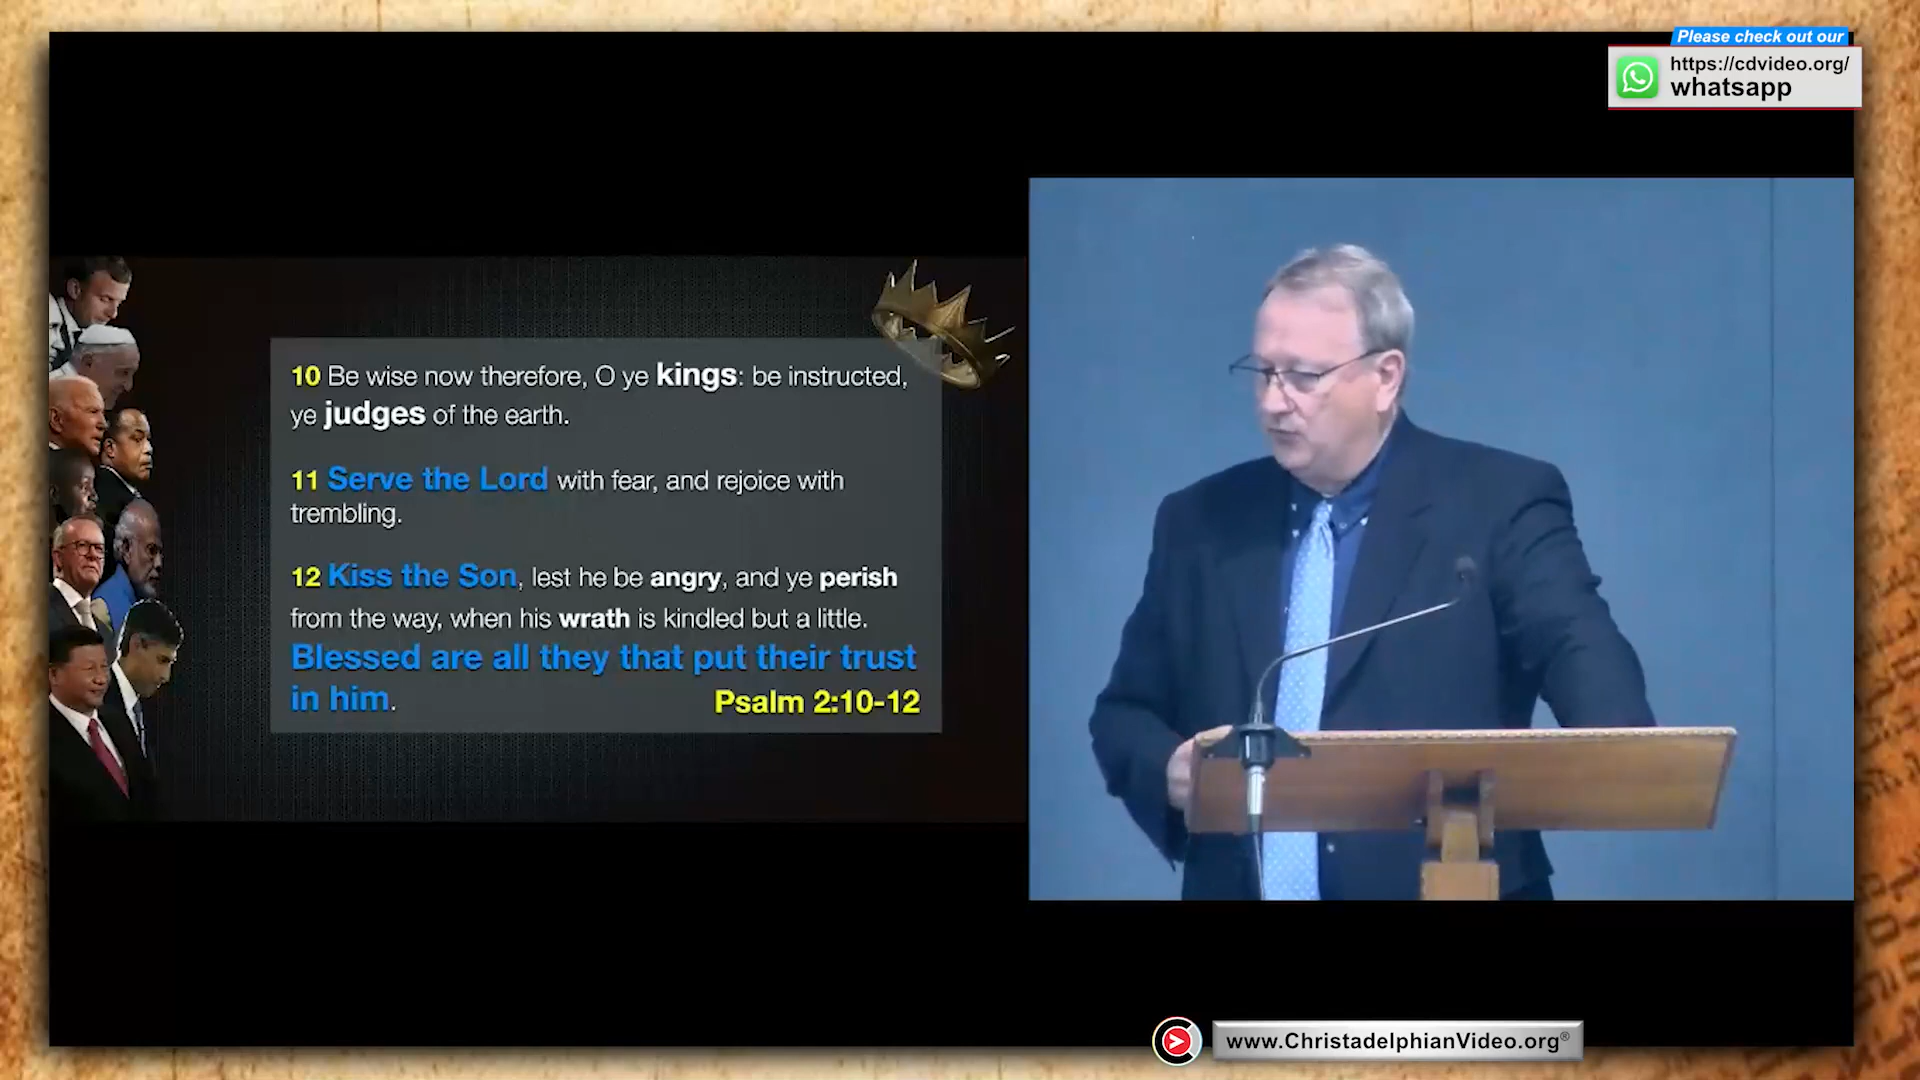 Please check out our
https://cdvideo.org/
whatsapp
10 Be wise now therefore, O ye kings: be instructed,
ye judges of the earth.
11 Serve the Lord with fear, and rejoice with
trembling.
12 Kiss the Son, lest he be angry, and ye perish
from the way, when his wrath is kindled but a little.
Blessed are all they that put their trust
in him.
Psalm 2:10-12
www.ChristadelphianVideo.org®